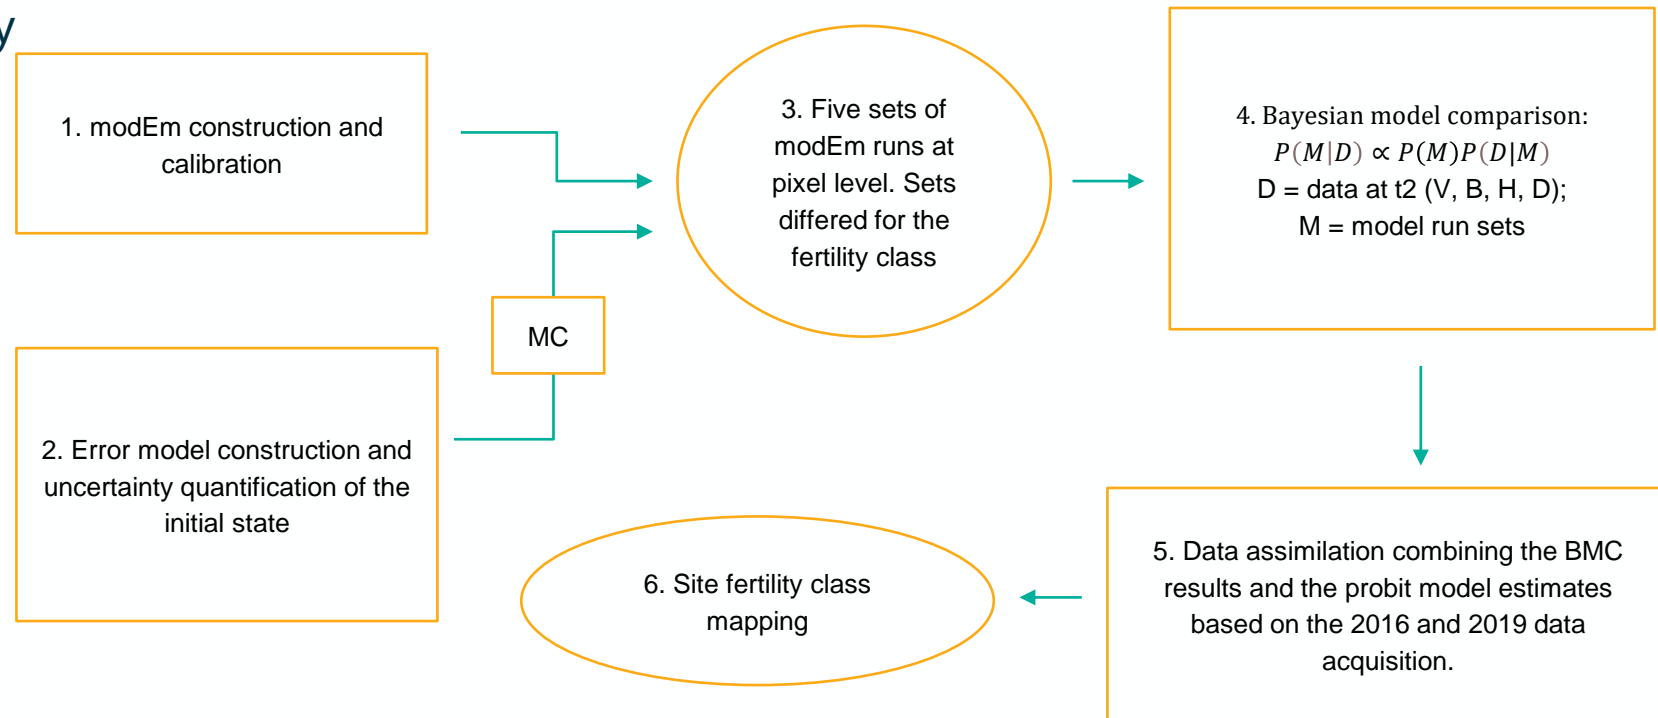 y
1. modEm construction and
calibration
2. Error model construction and
uncertainty quantification of the
initial state
MC
3. Five sets of
modEm runs at
pixel level. Sets
differed for the
fertility class
4. Bayesian model comparison:
P(M|D) ∝ P(M)P(D|M)
D = data at t2 (V, B, H, D);
M = model run sets
5. Data assimilation combining the BMC
results and the probit model estimates
based on the 2016 and 2019 data
acquisition.
6. Site fertility class
mapping